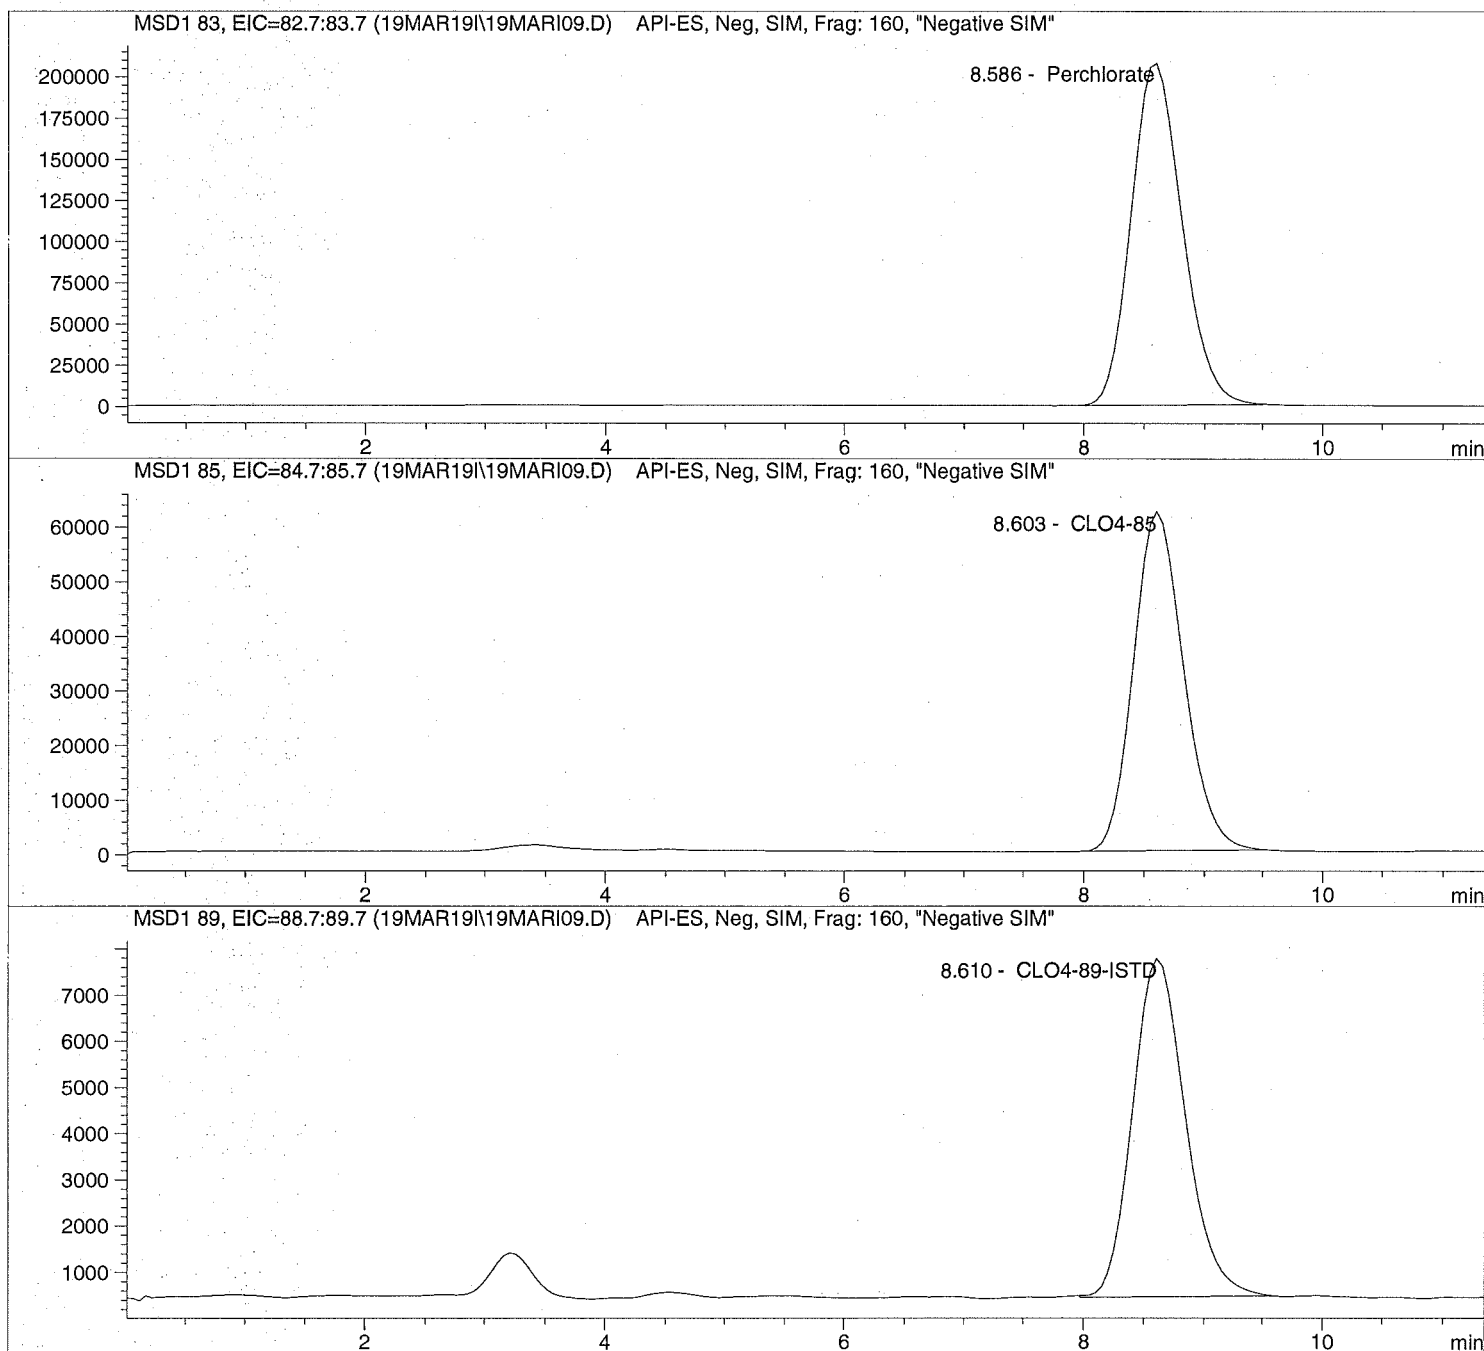 MSD1 83, EIC=82.7:83.7 (19MAR19I\19MARI09.D) API-ES, Neg, SIM, Frag: 160, "Negative SIM"
8.586 - Perchlorate
200000
175000
150000
125000
100000
75000
50000
25000
0
2 4 6 8 10 min
MSD1 85, EIC=84.7:85.7 (19MAR19I\19MARI09.D) API-ES, Neg, SIM, Frag: 160, "Negative SIM"
8.603 - CLO4-85
60000
50000
40000
30000
20000
10000
0
2 4 6 8 10 min
MSD1 89, EIC=88.7:89.7 (19MAR19I\19MARI09.D) API-ES, Neg, SIM, Frag: 160, "Negative SIM"
8.610 - CLO4-89-ISTD
7000
6000
5000
4000
3000
2000
1000
2 4 6 8 10 min